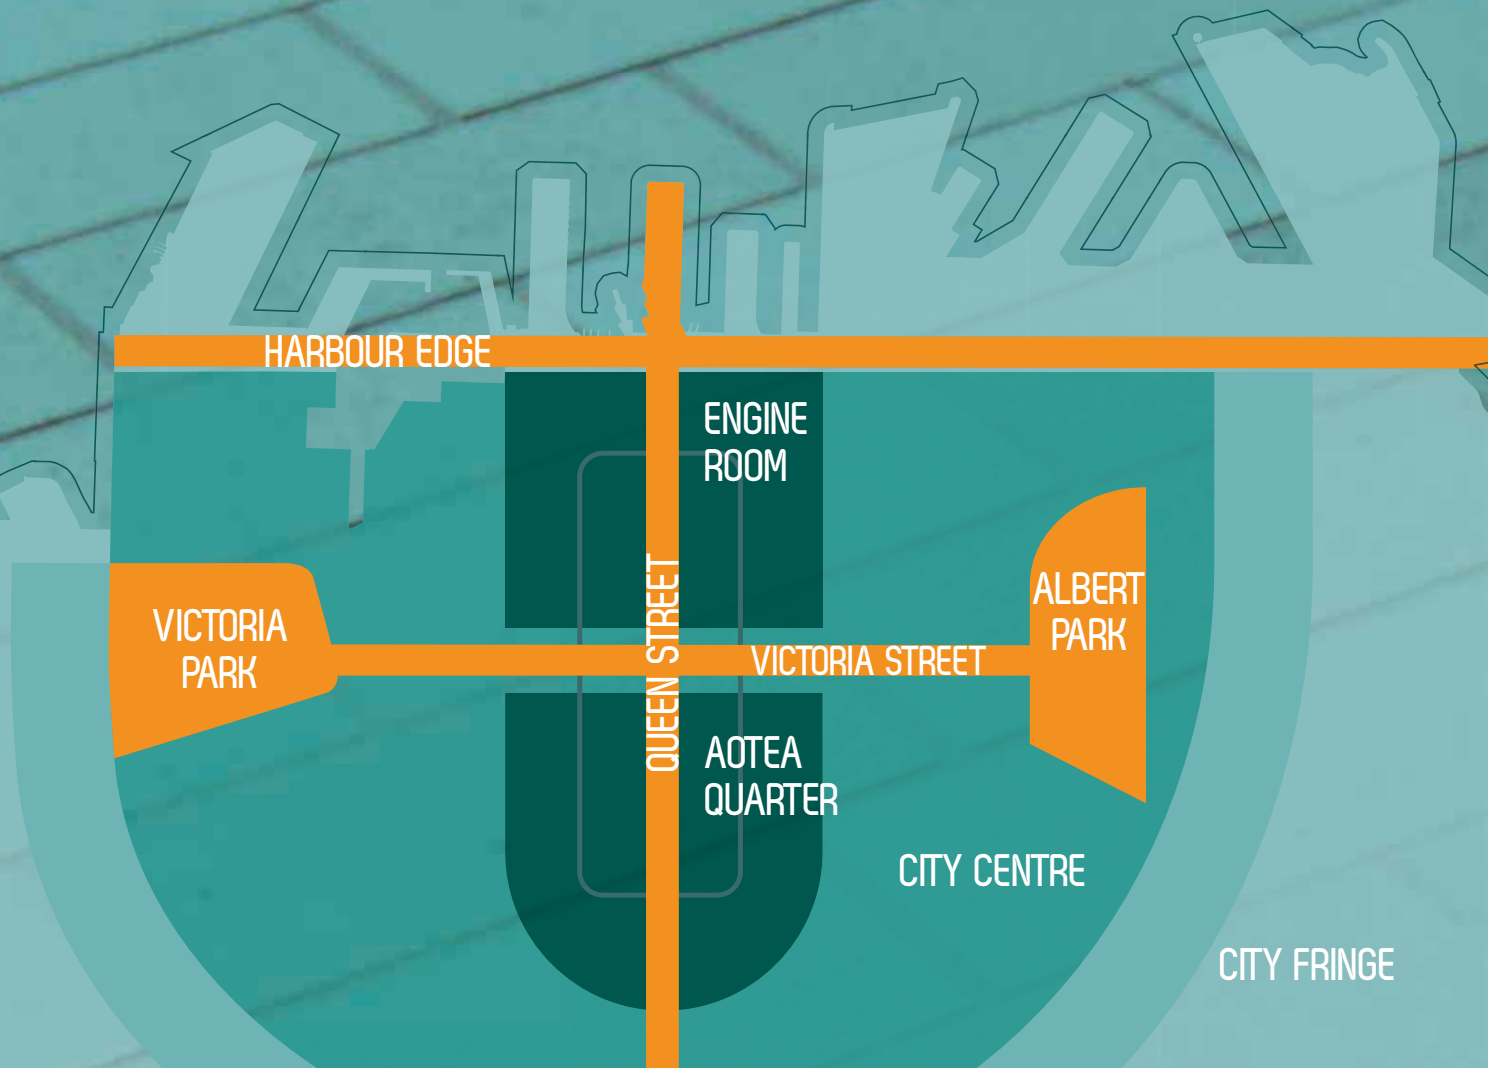 HARBOUR EDGE
ENGINE
ROOM
QUEEN STREET
ALBERT
PARK
VICTORIA
PARK
VICTORIA STREET
AOTEA
QUARTER
CITY CENTRE
CITY FRINGE